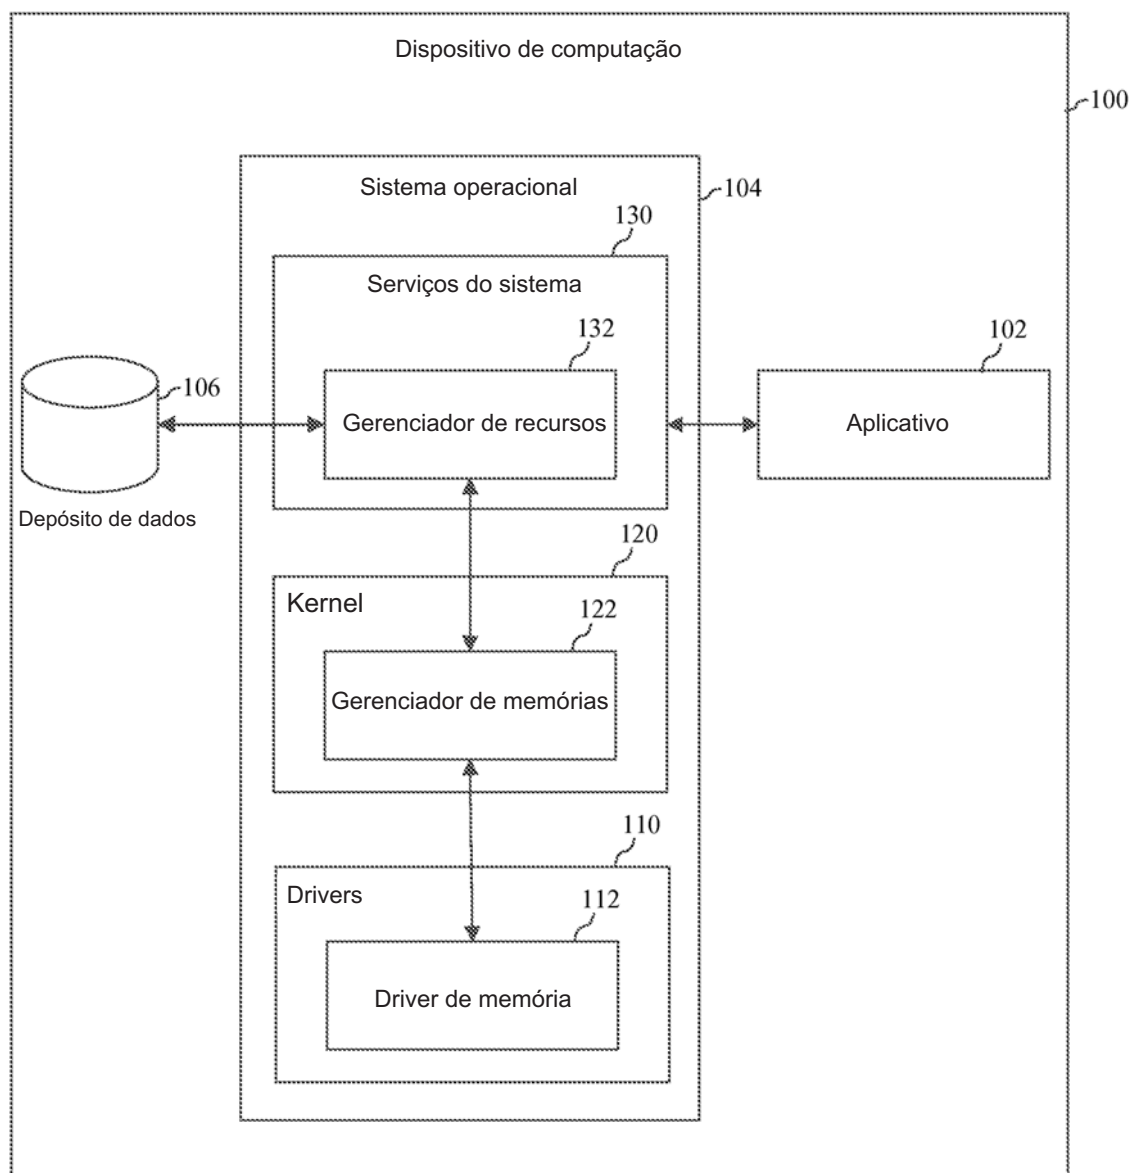 Dispositivo de computação
100
Sistema operacional
104
130
Serviços do sistema
132
102
106
Gerenciador de recursos
Aplicativo
Depósito de dados
120
Kernel
122
Gerenciador de memórias
110
Drivers
112
Driver de memória